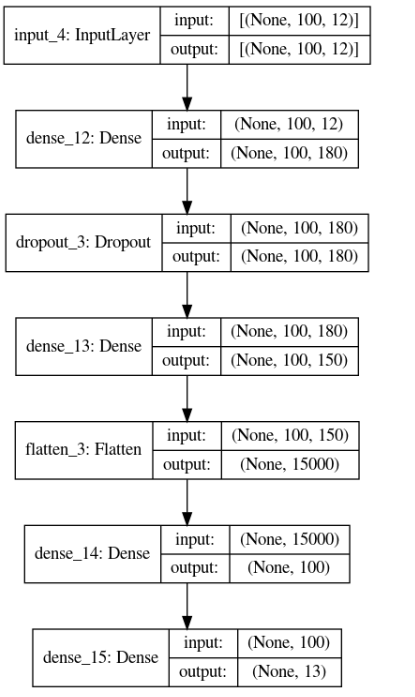 input_4: InputLayer
input: [(None, 100, 12)]
output: [(None, 100, 12)]
dense_12: Dense
input: (None, 100, 12)
output: (None, 100, 180)
dropout_3: Dropout
input: (None, 100, 180)
output: (None, 100, 180)
dense_13: Dense
input: (None, 100, 180)
output: (None, 100, 150)
flatten_3: Flatten
input: (None, 100, 150)
output: (None, 15000)
dense_14: Dense
input: (None, 15000)
output: (None, 100)
dense_15: Dense
input: (None, 100)
output: (None, 13)